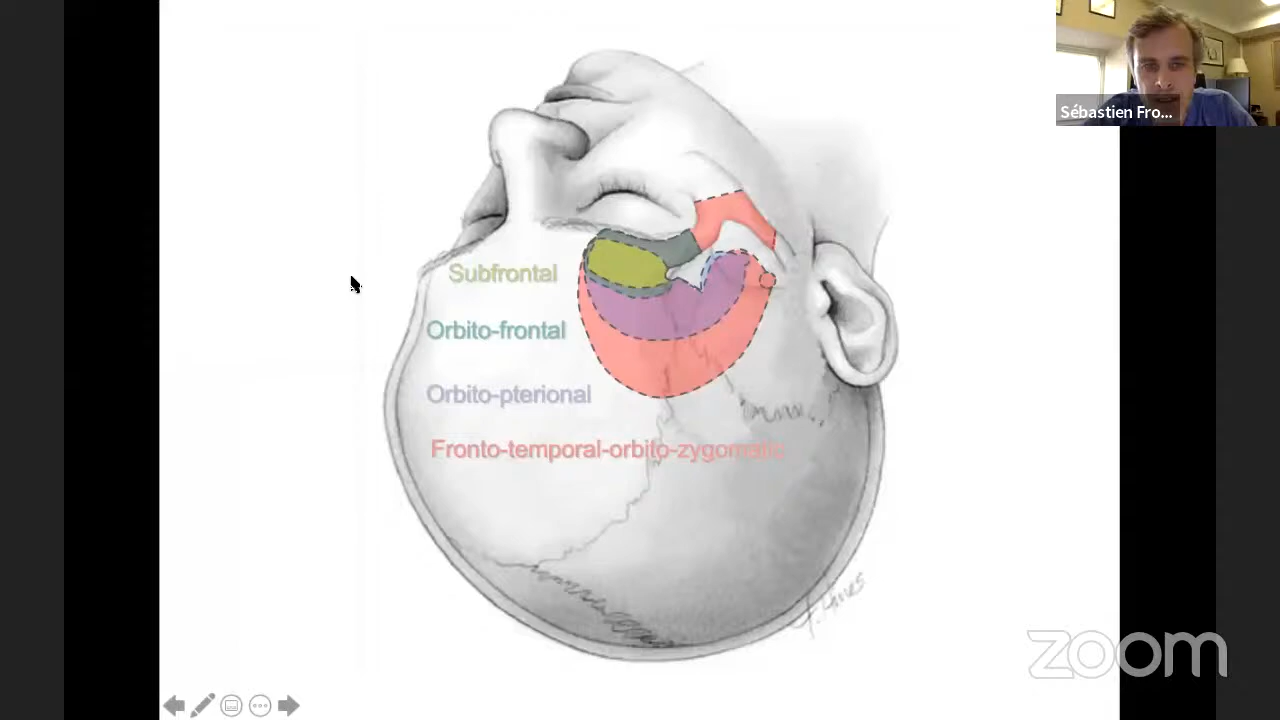 Sébastien Fro...
Subfrontal
Orbito-frontal
Orbito-pterional
Fronto-temporal-orbito-zygomatic
zoom